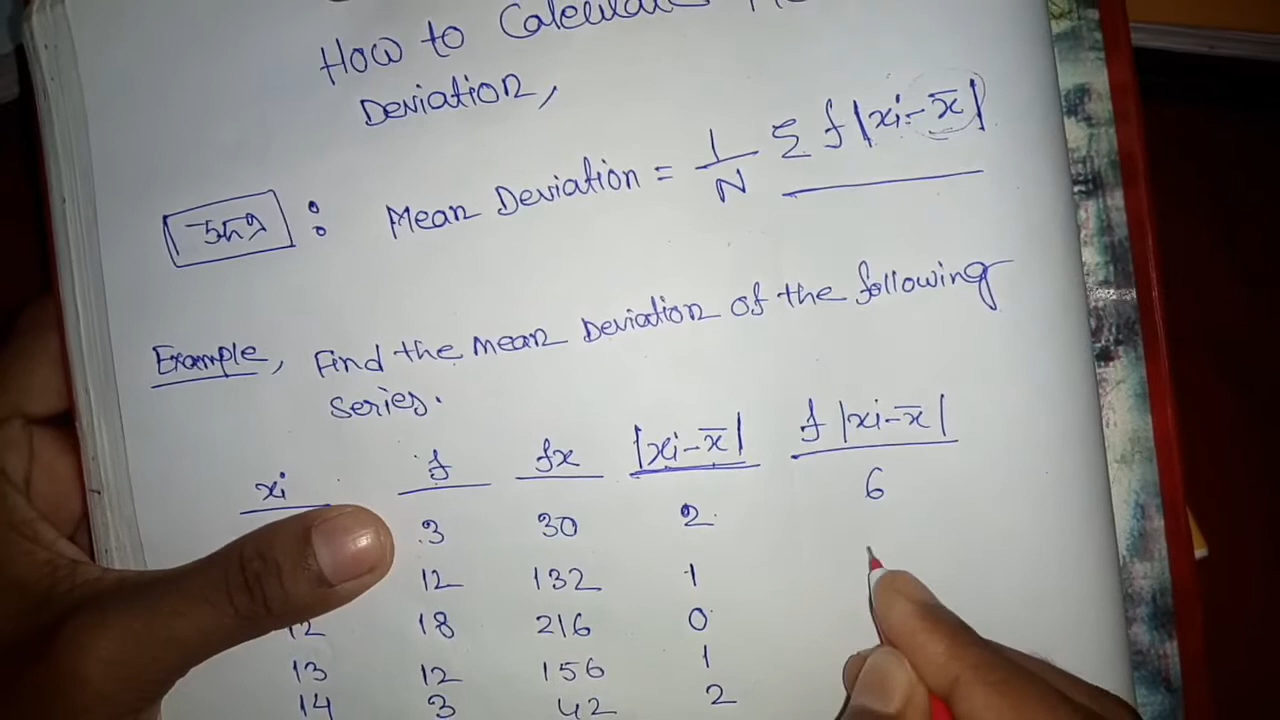 How to Calculate
Deviation,
সূত্র : Mean Deviation = 1/N Σ f|xi - x̄|
Example, Find the mean Deviation of the following
series.
xi f fx |xi - x̄| f |xi - x̄|
3 30 2 6
12 132 1
12 18 216 0
13 12 156 1
14 3 42 2